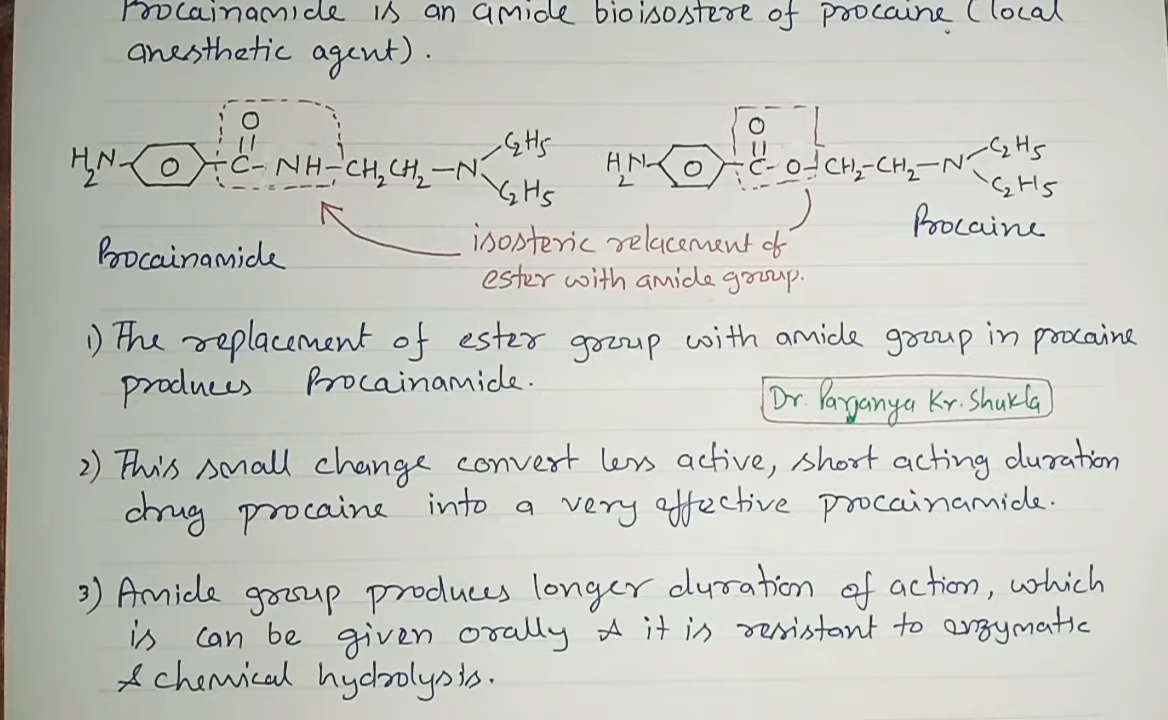 Procainamide is an amide bioisostere of procaine (local
anesthetic agent).
H2N- -C-NH-CH2CH2-N C2H5 C2H5
O
H2N- -C-O-CH2-CH2-N C2H5 C2H5
O
Procainamide
isosteric relacement of
ester with amide group.
Procaine
1) The replacement of ester group with amide group in procaine
produces Procainamide.
Dr. Parjanya Kr. Shukla
2) This small change convert less active, short acting duration
drug procaine into a very effective procainamide.
3) Amide group produces longer duration of action, which
is can be given orally & it is resistant to enzymatic
& chemical hydrolysis.